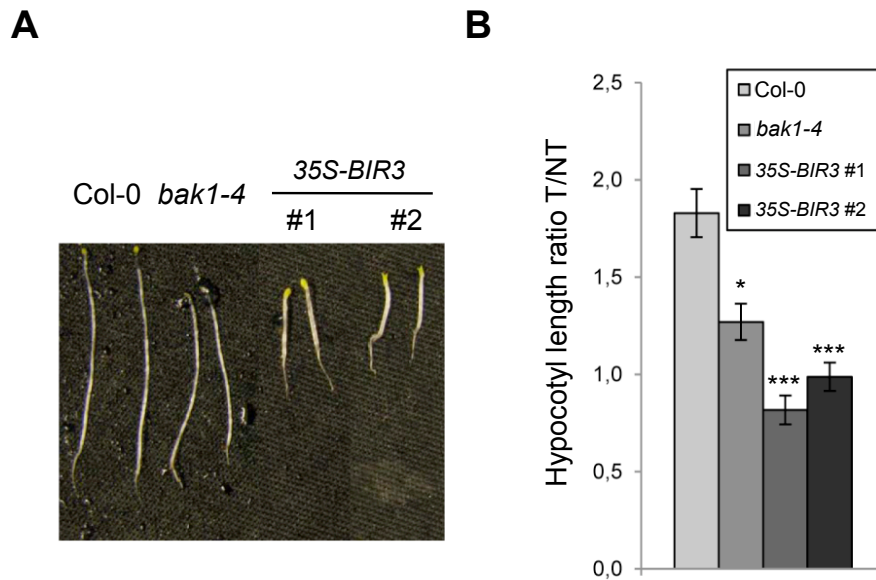 A
35S-BIR3
Col-0 bak1-4
#1 #2
B
Hypocotyl length ratio T/NT
2,5
2,0
1,5
1,0
0,5
0,0
Col-0
bak1-4
35S-BIR3 #1
35S-BIR3 #2
*
***
***